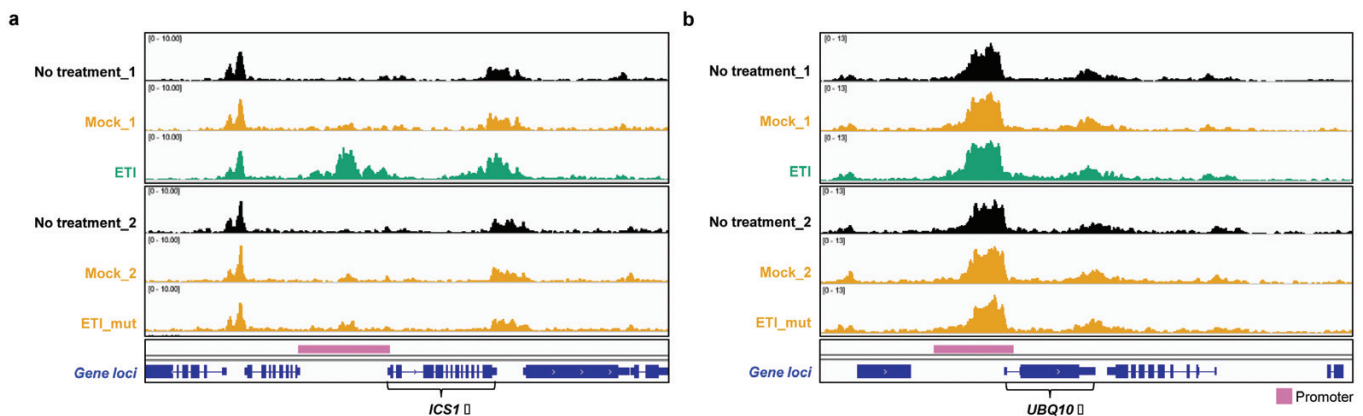 a
No treatment_1
[0 - 10.00]
Mock_1
[0 - 10.00]
ETI
[0 - 10.00]
No treatment_2
[0 - 10.00]
Mock_2
[0 - 10.00]
ETI_mut
[0 - 10.00]
Gene loci
ICS1 ▯
b
No treatment_1
[0 - 13]
Mock_1
[0 - 13]
ETI
[0 - 13]
No treatment_2
[0 - 13]
Mock_2
[0 - 13]
ETI_mut
[0 - 13]
Gene loci
UBQ10 ▯
Promoter